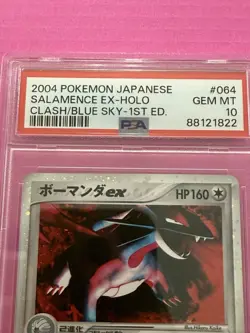 2004 POKEMON JAPANESE #064
SALAMENCE EX-HOLO GEM MT
CLASH/BLUE SKY-1ST ED. 10
PSA 88121822
ボーマンダex HP160